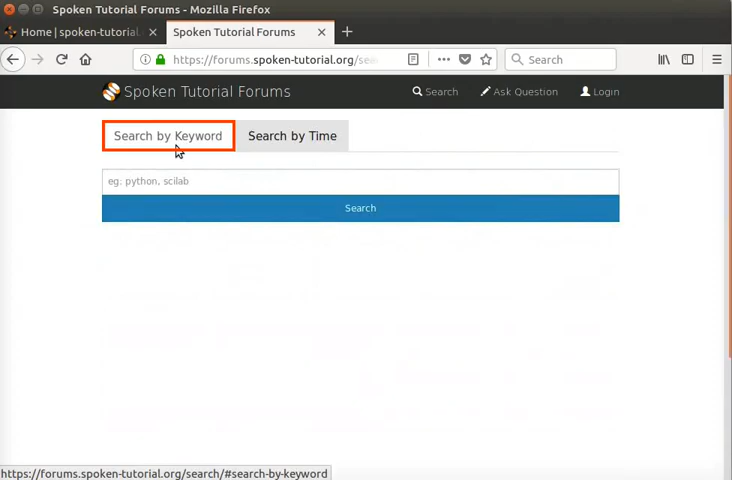 Spoken Tutorial Forums - Mozilla Firefox
Home | spoken-tutorial. Spoken Tutorial Forums
https://forums.spoken-tutorial.org/sea Search
Spoken Tutorial Forums Search Ask Question Login
Search by Keyword Search by Time
eg: python, scilab
Search
https://forums.spoken-tutorial.org/search/#search-by-keyword